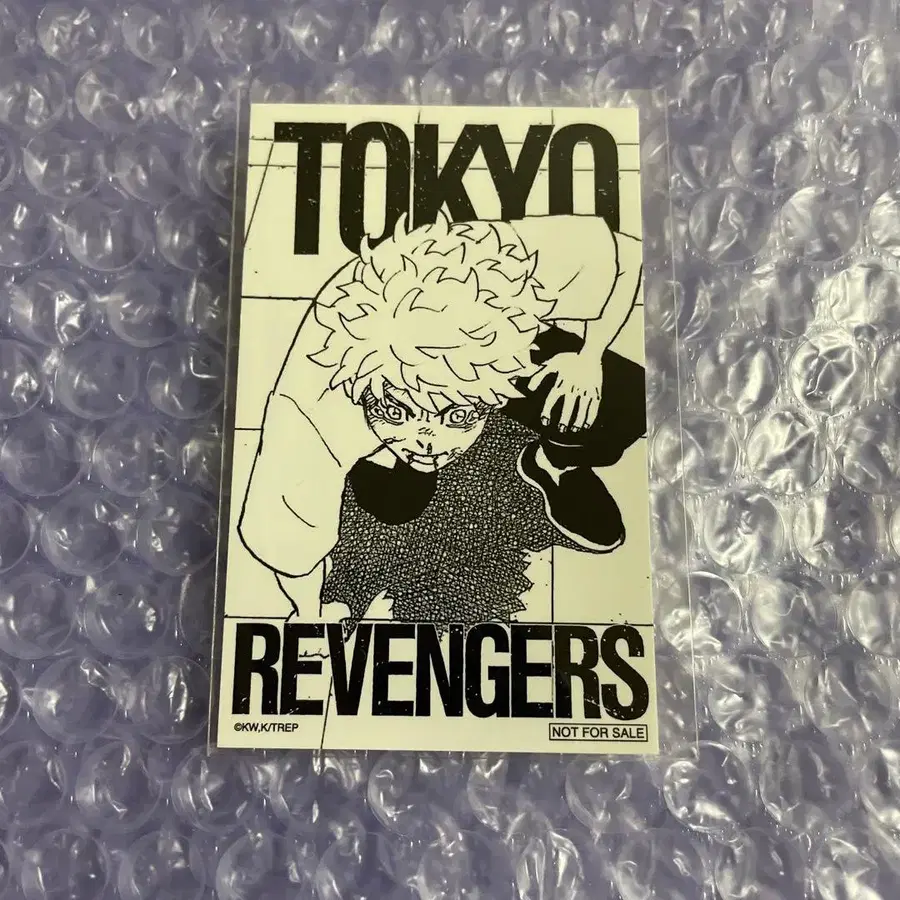 TOKYO
REVENGERS
©KW,K/TREP
NOT FOR SALE